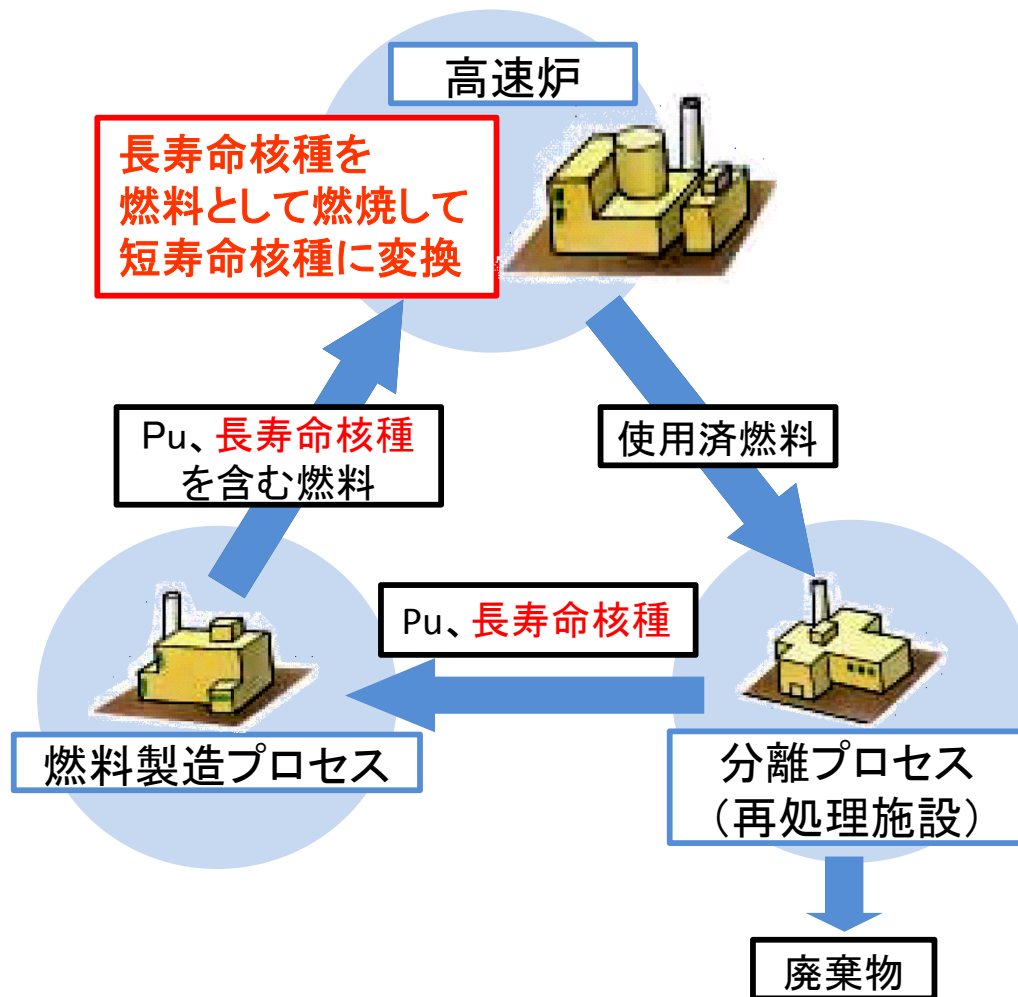 高速炉
長寿命核種を
燃料として燃焼して
短寿命核種に変換
Pu、長寿命核種
を含む燃料
使用済燃料
Pu、長寿命核種
燃料製造プロセス
分離プロセス
（再処理施設）
廃棄物